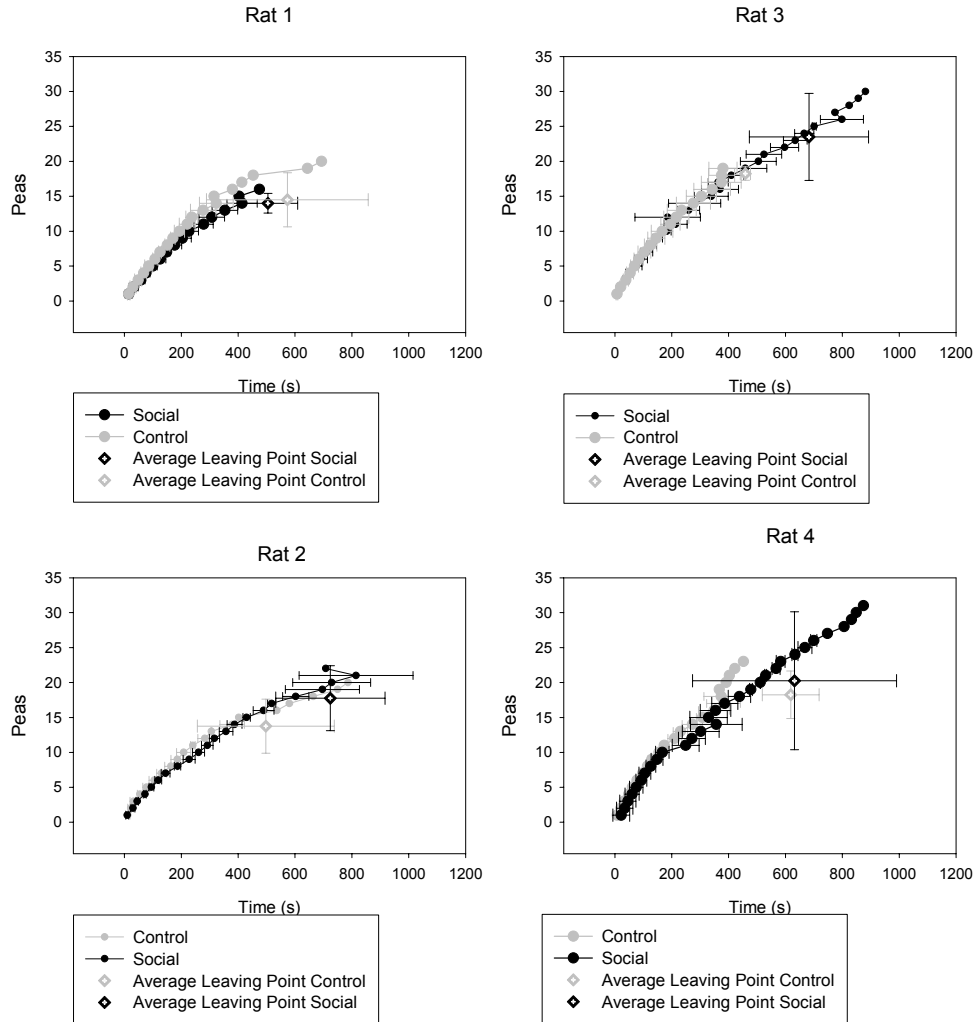 Rat 1
35
30
25
20
15
10
5
0
Peas
0 200 400 600 800 1000 1200
Time (s)
Social
Control
Average Leaving Point Social
Average Leaving Point Control
Rat 3
35
30
25
20
15
10
5
0
Peas
0 200 400 600 800 1000 1200
Time (s)
Social
Control
Average Leaving Point Social
Average Leaving Point Control
Rat 2
35
30
25
20
15
10
5
0
Peas
0 200 400 600 800 1000 1200
Time (s)
Control
Social
Average Leaving Point Control
Average Leaving Point Social
Rat 4
35
30
25
20
15
10
5
0
Peas
0 200 400 600 800 1000 1200
Time (s)
Control
Social
Average Leaving Point Control
Average Leaving Point Social